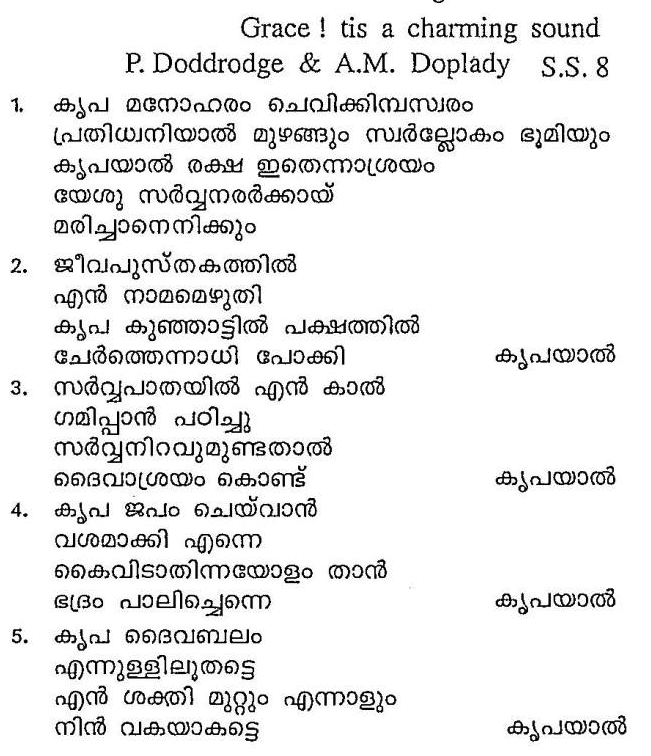 Grace ! tis a charming sound
P. Doddrodge & A.M. Doplady S.S. 8
1. കൃപ മനോഹരം ചെവിക്കിമ്പസ്വരം
പ്രതിധ്വനിയാൽ മുഴങ്ങും സ്വർല്ലോകം ഭൂമിയും
കൃപയാൽ രക്ഷ ഇതെന്നാശ്രയം
യേശു സർവ്വനരർക്കായ്
മരിച്ചാനെനിക്കും
2. ജീവപുസ്തകത്തിൽ
എൻ നാമമെഴുതി
കൃപ കുഞ്ഞാട്ടിൽ പക്ഷത്തിൽ
ചേർത്തെന്നാധി പോക്കി കൃപയാൽ
3. സർവ്വപാതയിൽ എൻ കാൽ
ഗമിപ്പാൻ പഠിച്ചു
സർവ്വനിറവുമുണ്ടതാൽ
ദൈവാശ്രയം കൊണ്ട് കൃപയാൽ
4. കൃപ ജപം ചെയ്‌വാൻ
വശമാക്കി എന്നെ
കൈവിടാതിന്നയോളം താൻ
ഭദ്രം പാലിച്ചെന്നെ കൃപയാൽ
5. കൃപ ദൈവബലം
എന്നുള്ളിലൂതട്ടെ
എൻ ശക്തി മുറ്റും എന്നാളും
നിൻ വകയാകട്ടെ കൃപയാൽ